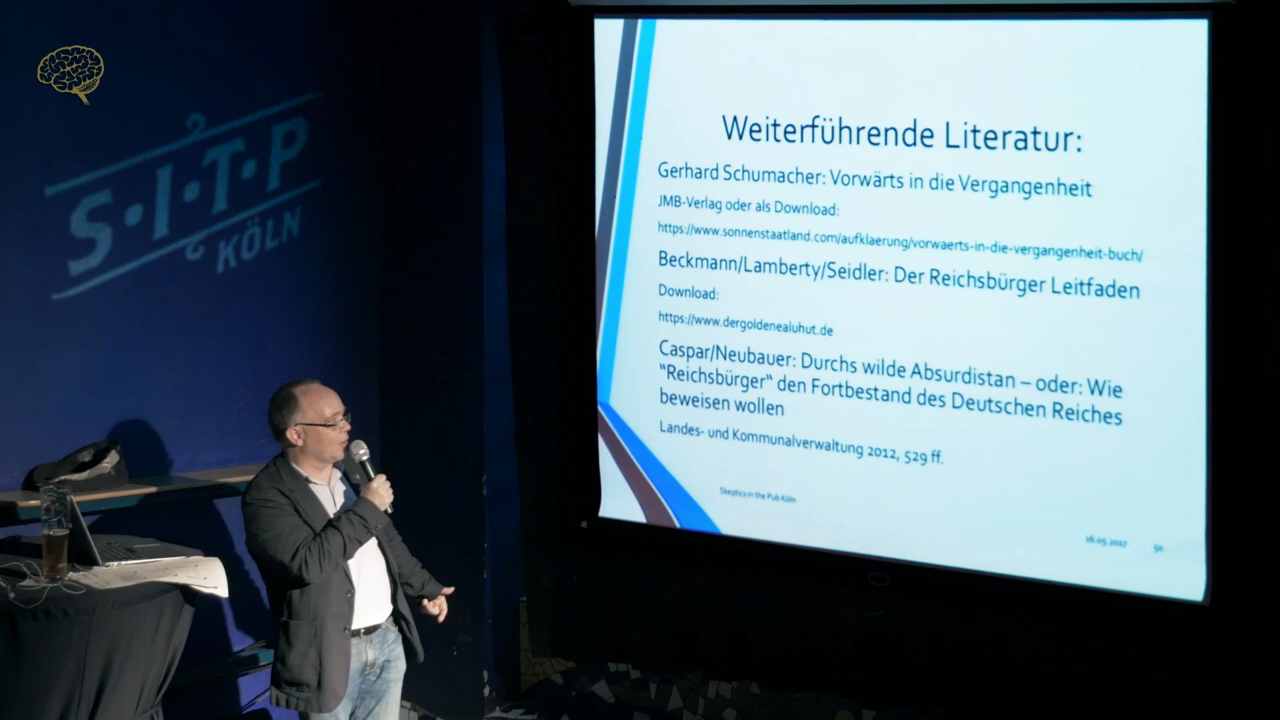 S·I·T·P
KÖLN
Weiterführende Literatur:
Gerhard Schumacher: Vorwärts in die Vergangenheit
JMB-Verlag oder als Download:
https://www.sonnenstaatland.com/aufklaerung/vorwaerts-in-die-vergangenheit-buch/
Beckmann/Lamberty/Seidler: Der Reichsbürger Leitfaden
Download:
https://www.dergoldenealuhut.de
Caspar/Neubauer: Durchs wilde Absurdistan – oder: Wie
"Reichsbürger" den Fortbestand des Deutschen Reiches
beweisen wollen
Landes- und Kommunalverwaltung 2012, 529 ff.
Skeptics in the Pub Köln
16.05.2017